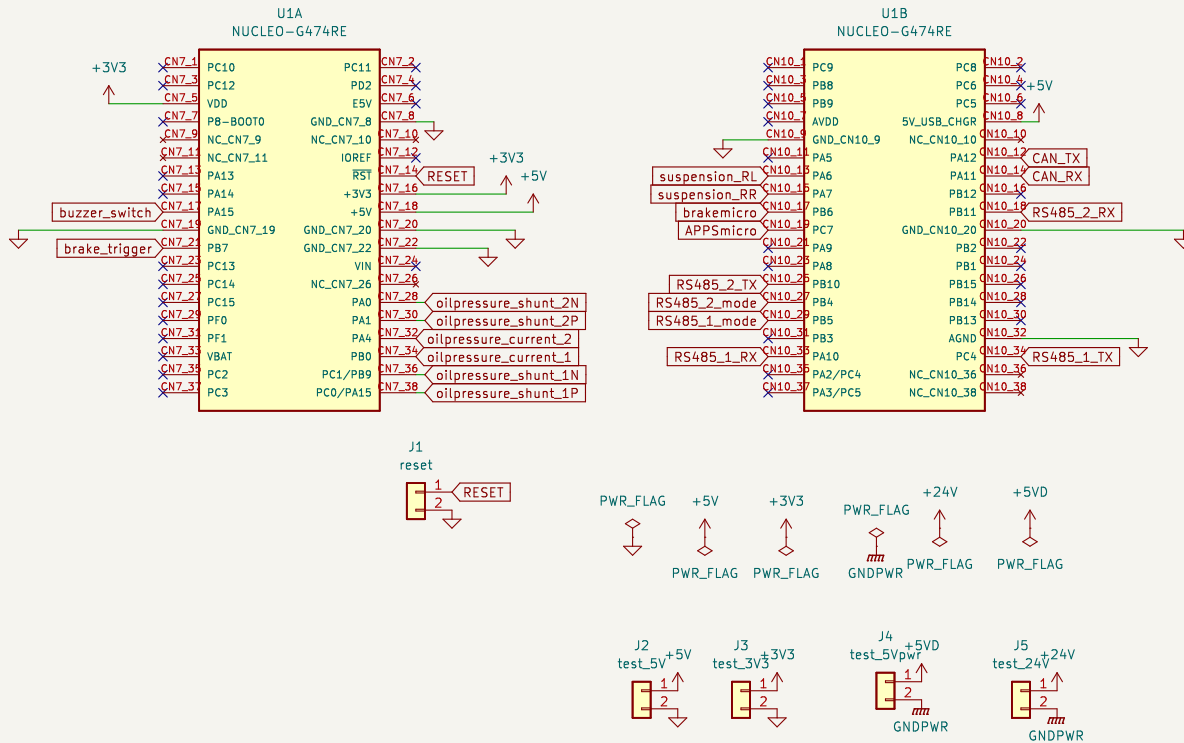 U1A
NUCLEO-G474RE
+3V3
CN7_1 PC10 PC11 CN7_2
CN7_3 PC12 PD2 CN7_4
CN7_5 VDD E5V CN7_6
CN7_7 P8-BOOT0 GND_CN7_8 CN7_8
CN7_9 NC_CN7_9 NC_CN7_10 CN7_10
CN7_11 NC_CN7_11 IOREF CN7_12
+3V3
CN7_13 PA13 RST CN7_14 RESET
+5V
CN7_15 PA14 +3V3 CN7_16
buzzer_switch CN7_17 PA15 +5V CN7_18
CN7_19 GND_CN7_19 GND_CN7_20 CN7_20
brake_trigger CN7_21 PB7 GND_CN7_22 CN7_22
CN7_23 PC13 VIN CN7_24
CN7_25 PC14 NC_CN7_26 CN7_26
CN7_27 PC15 PA0 CN7_28 oilpressure_shunt_2N
CN7_29 PF0 PA1 CN7_30 oilpressure_shunt_2P
CN7_31 PF1 PA4 CN7_32 oilpressure_current_2
CN7_33 VBAT PB0 CN7_34 oilpressure_current_1
CN7_35 PC2 PC1/PB9 CN7_36 oilpressure_shunt_1N
CN7_37 PC3 PC0/PA15 CN7_38 oilpressure_shunt_1P
U1B
NUCLEO-G474RE
CN10_1 PC9 PC8 CN10_2
CN10_3 PB8 PC6 CN10_4
+5V
CN10_5 PB9 PC5 CN10_6
CN10_7 AVDD 5V_USB_CHGR CN10_8
CN10_9 GND_CN10_9 NC_CN10_10 CN10_10
CN10_11 PA5 PA12 CN10_12 CAN_TX
suspension_RL CN10_13 PA6 PA11 CN10_14 CAN_RX
suspension_RR CN10_15 PA7 PB12 CN10_16
brakemicro CN10_17 PB6 PB11 CN10_18 RS485_2_RX
APPSmicro CN10_19 PC7 GND_CN10_20 CN10_20
CN10_21 PA9 PB2 CN10_22
CN10_23 PA8 PB1 CN10_24
RS485_2_TX CN10_25 PB10 PB15 CN10_26
RS485_2_mode CN10_27 PB4 PB14 CN10_28
RS485_1_mode CN10_29 PB5 PB13 CN10_30
CN10_31 PB3 AGND CN10_32
RS485_1_RX CN10_33 PA10 PC4 CN10_34 RS485_1_TX
CN10_35 PA2/PC4 NC_CN10_36 CN10_36
CN10_37 PA3/PC5 NC_CN10_38 CN10_38
J1
reset
1 RESET
2
PWR_FLAG +5V +3V3 PWR_FLAG +24V +5VD
PWR_FLAG PWR_FLAG GNDPWR PWR_FLAG PWR_FLAG
J2
test_5V +5V
1
2
J3
test_3V3 +3V3
1
2
J4
test_5Vpwr +5VD
1
2
GNDPWR
J5
test_24V +24V
1
2
GNDPWR